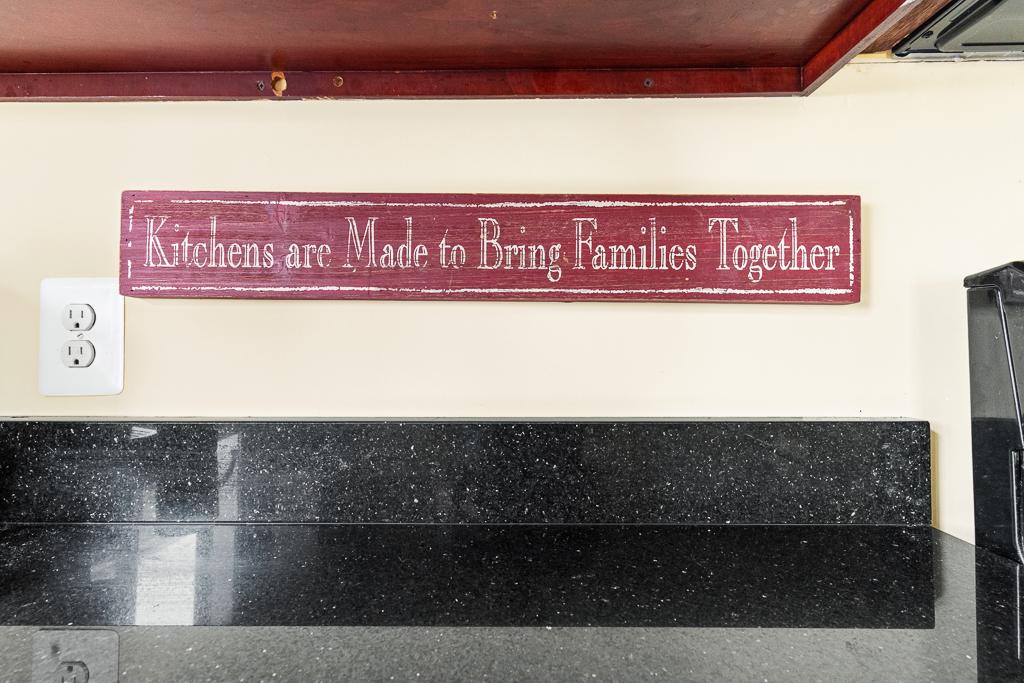 Kitchens are Made to Bring Families Together